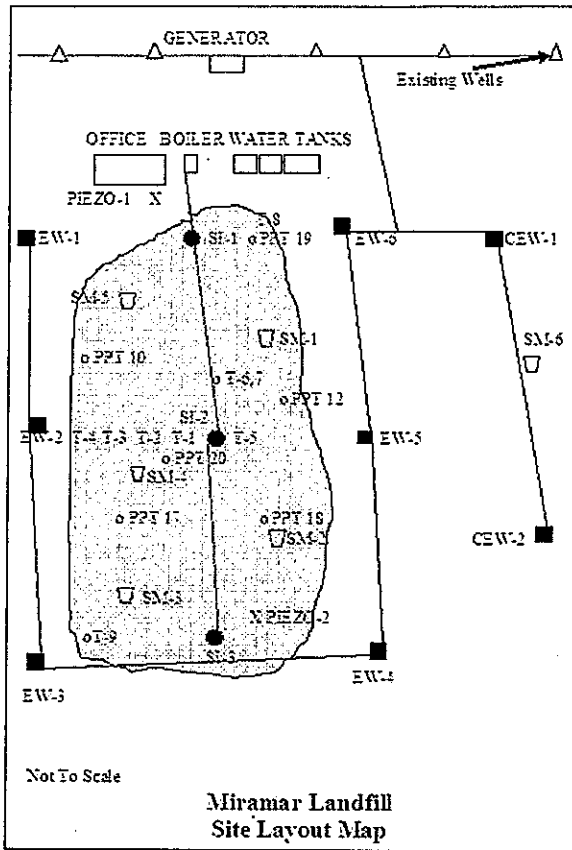 GENERATOR
Existing Wells
OFFICE BOILER WATER TANKS
PIEZO-1 X
T-8
EW-1 SI-1 PPT 19 EW-6 CEW-1
SM-5
SM-1 SM-6
PPT 10
T-6,7
PPT 12
SI-2
EW-2 T-4 T-3 T-2 T-1 T-5 EW-5
PPT 20
SM-4
PPT 17 PPT 18
SM-2 CEW-2
SM-3
X PIEZO-2
T-9
SI-3
EW-3 EW-4
Not To Scale
Miramar Landfill
Site Layout Map